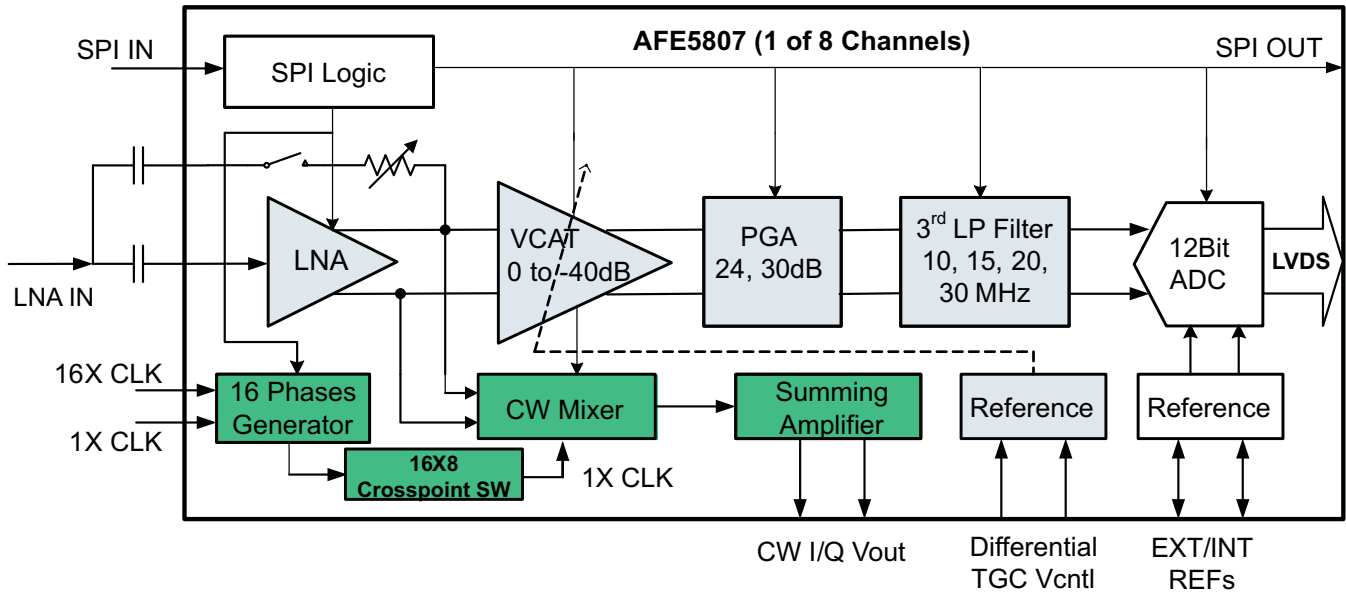 AFE5807 (1 of 8 Channels)
SPI IN
SPI OUT
SPI Logic
LNA IN
LNA
VCAT
0 to -40dB
PGA
24, 30dB
3rd LP Filter
10, 15, 20,
30 MHz
12Bit
ADC
LVDS
16X CLK
1X CLK
16 Phases
Generator
16X8
Crosspoint SW
CW Mixer
1X CLK
Summing
Amplifier
Reference
Reference
CW I/Q Vout
Differential
TGC Vcntl
EXT/INT
REFs